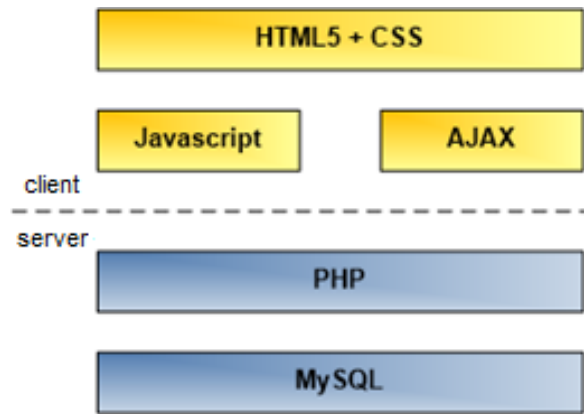 HTML5 + CSS
Javascript
AJAX
client
server
PHP
MySQL